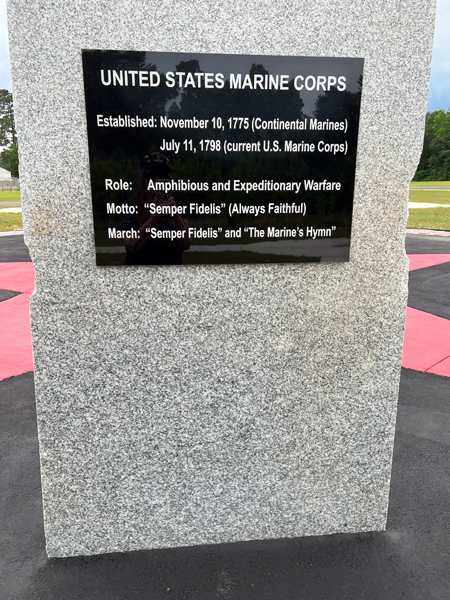 UNITED STATES MARINE CORPS
Established: November 10, 1775 (Continental Marines)
July 11, 1798 (current U.S. Marine Corps)
Role: Amphibious and Expeditionary Warfare
Motto: “Semper Fidelis” (Always Faithful)
March: “Semper Fidelis” and “The Marine's Hymn”